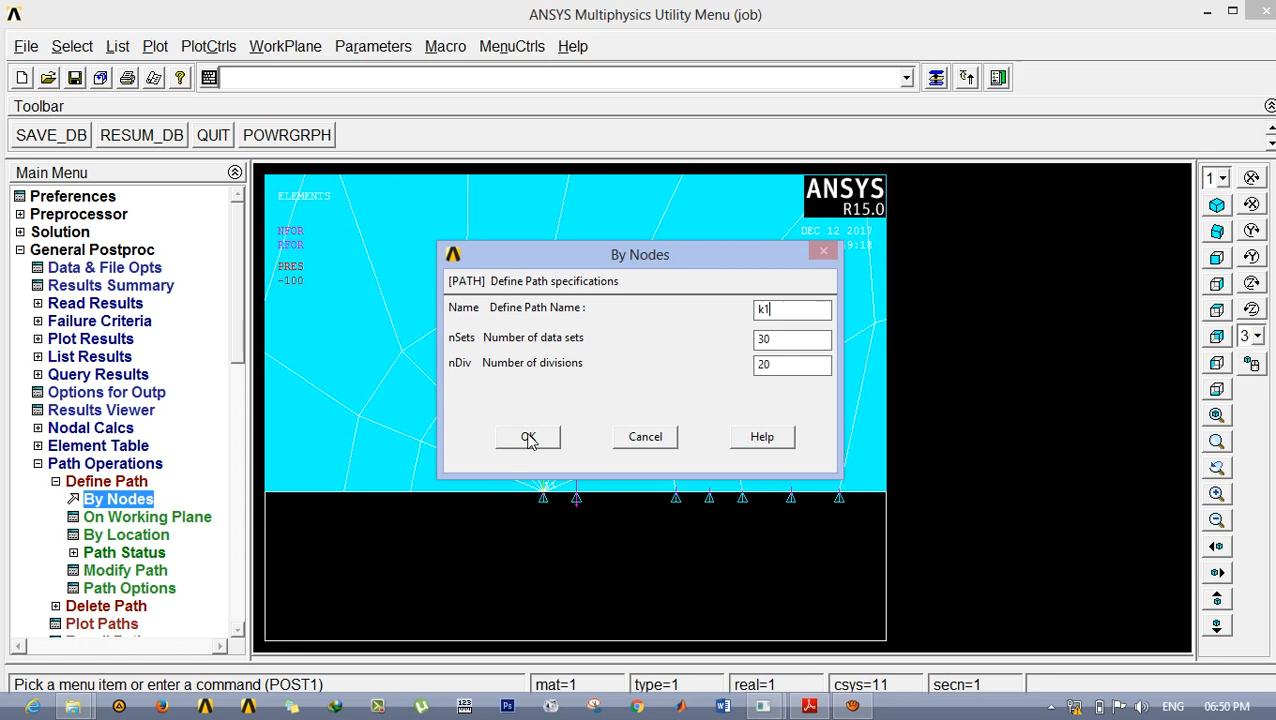 ANSYS Multiphysics Utility Menu (job)
File Select List Plot PlotCtrls WorkPlane Parameters Macro MenuCtrls Help
Toolbar
SAVE_DB RESUM_DB QUIT POWRGRPH
Main Menu
Preferences
Preprocessor
Solution
General Postproc
Data & File Opts
Results Summary
Read Results
Failure Criteria
Plot Results
List Results
Query Results
Options for Outp
Results Viewer
Nodal Calcs
Element Table
Path Operations
Define Path
By Nodes
On Working Plane
By Location
Path Status
Modify Path
Path Options
Delete Path
Plot Paths
ELEMENTS
NFOR
RFOR
PRES
-100
ANSYS
R15.0
DEC 12 2017
By Nodes
[PATH] Define Path specifications
Name Define Path Name : k1
nSets Number of data sets 30
nDiv Number of divisions 20
OK Cancel Help
1
3
Pick a menu item or enter a command (POST1) mat=1 type=1 real=1 csys=11 secn=1
123
Ps
ENG 06:50 PM